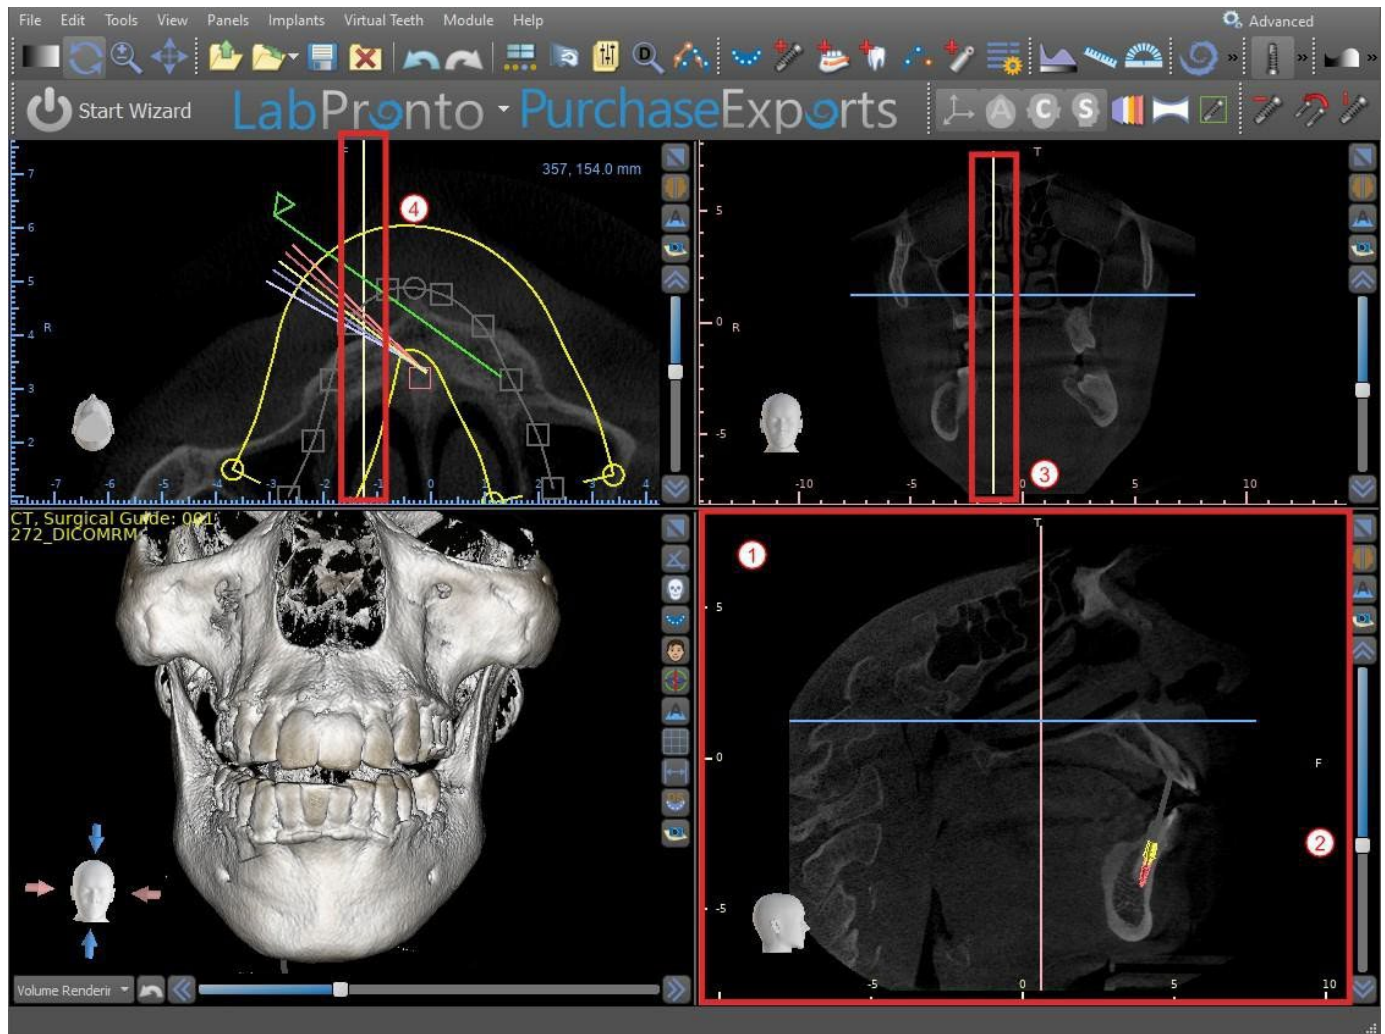 File Edit Tools View Panels Implants Virtual Teeth Module Help Advanced
Start Wizard LabPronto PurchaseExports
A C S
F
357, 154.0 mm
4
7
6
5
4
3
2
R
-7 -6 -5 -4 -3 -2 -1 0 1 2 3 4
T
5
0
-5
R
3
-10 -5 0 5 10
CT, Surgical Guide: 001
272_DICOMRM
Volume Renderir
1
T
5
0
-5
F
2
-5 0 5 10